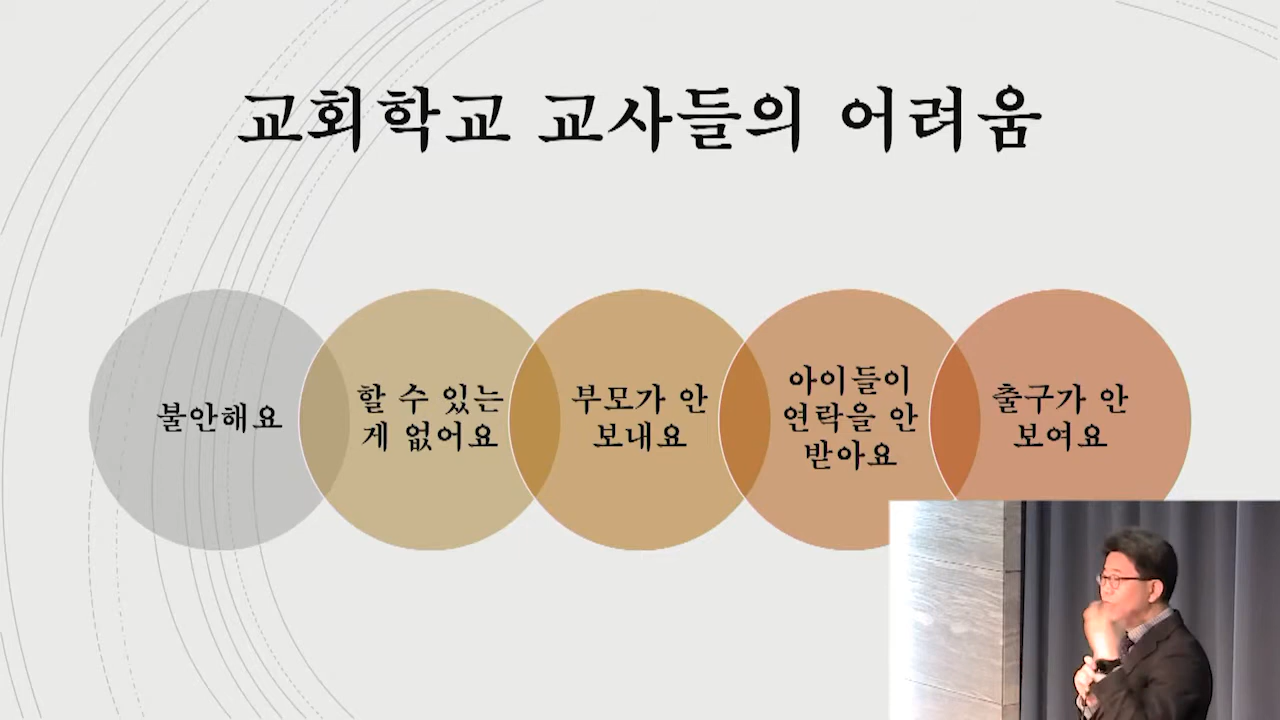 교회학교 교사들의 어려움
불안해요
할 수 있는
게 없어요
부모가 안
보내요
아이들이
연락을 안
받아요
출구가 안
보여요